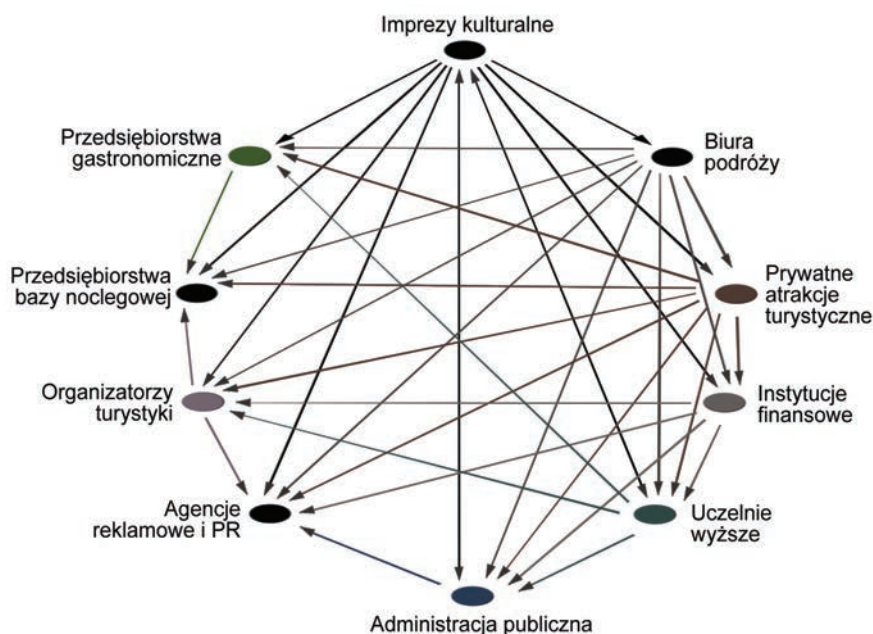 Imprezy kulturalne
Przedsiębiorstwa
gastronomiczne
Biura
podróży
Przedsiębiorstwa
bazy noclegowej
Prywatne
atrakcje
turystyczne
Organizatorzy
turystyki
Instytucje
finansowe
Agencje
reklamowe i PR
Uczelnie
wyższe
Administracja publiczna